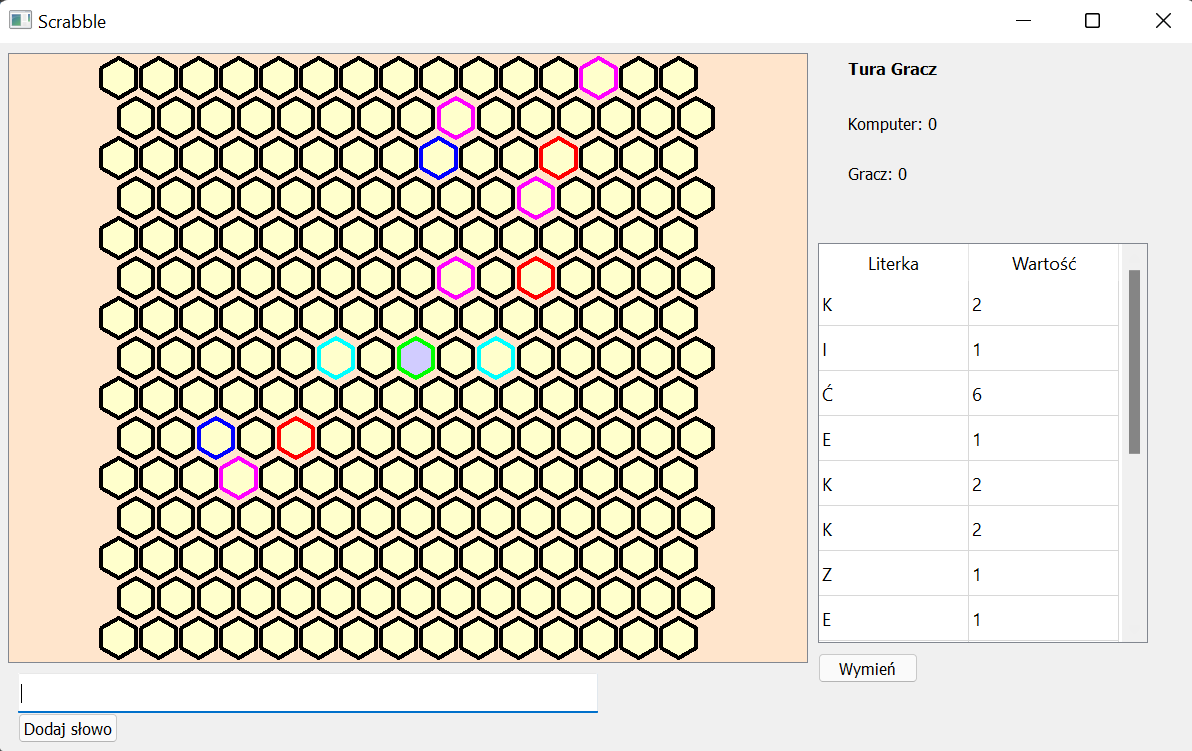 Scrabble
Tura Gracz
Komputer: 0
Gracz: 0
Literka Wartość
K 2
I 1
Ć 6
E 1
K 2
K 2
Z 1
E 1
Wymień
Dodaj słowo